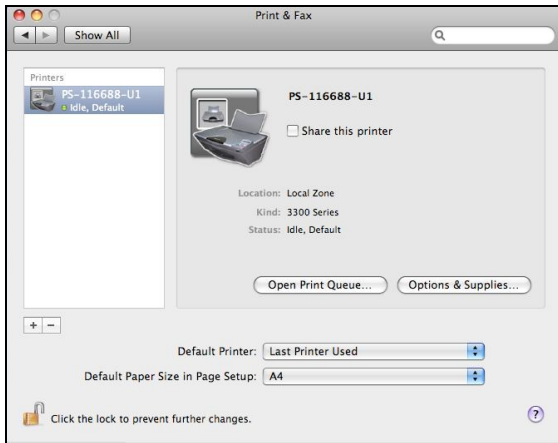 Print & Fax
Show All
Printers
PS-116688-U1
Idle, Default
PS-116688-U1
Share this printer
Location: Local Zone
Kind: 3300 Series
Status: Idle, Default
Open Print Queue... Options & Supplies...
+ −
Default Printer: Last Printer Used
Default Paper Size in Page Setup: A4
Click the lock to prevent further changes. ?